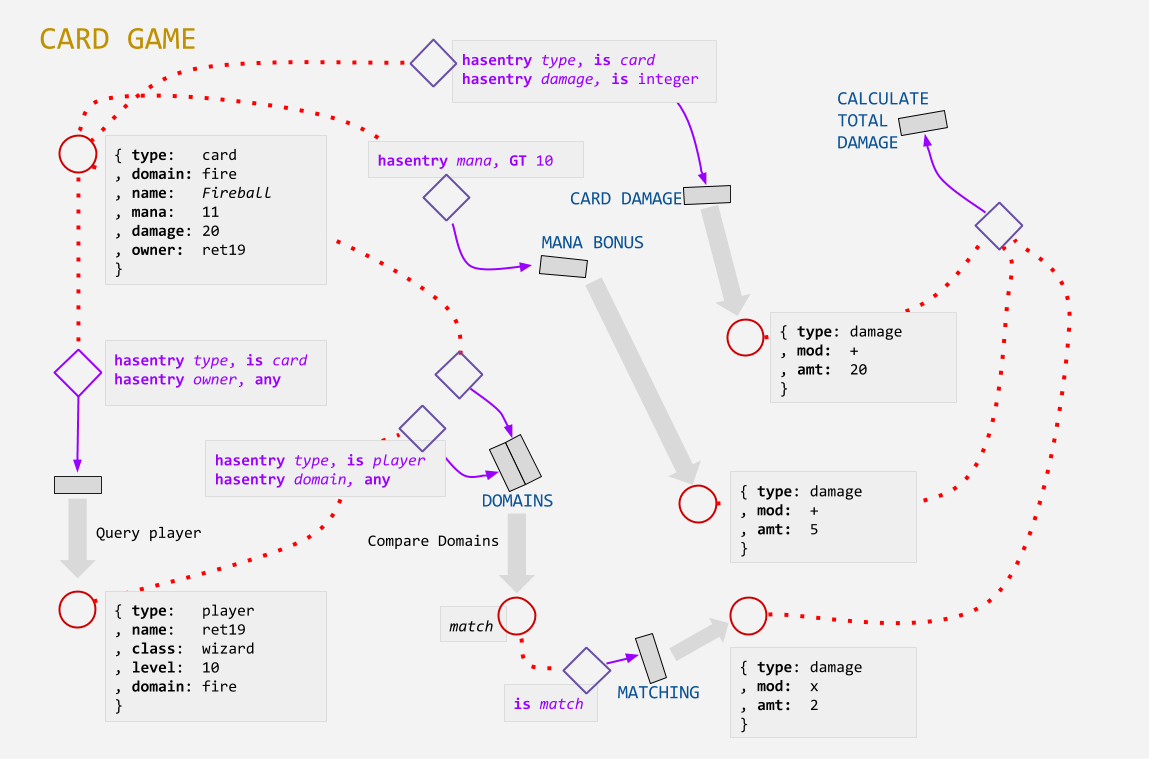 CARD GAME
hasentry type, is card
hasentry damage, is integer
CALCULATE
TOTAL
DAMAGE
{ type: card
, domain: fire
, name: Fireball
, mana: 11
, damage: 20
, owner: ret19
}
hasentry mana, GT 10
CARD DAMAGE
MANA BONUS
{ type: damage
, mod: +
, amt: 20
}
hasentry type, is card
hasentry owner, any
hasentry type, is player
hasentry domain, any
DOMAINS
{ type: damage
, mod: +
, amt: 5
}
Query player
Compare Domains
{ type: player
, name: ret19
, class: wizard
, level: 10
, domain: fire
}
match
is match
MATCHING
{ type: damage
, mod: x
, amt: 2
}